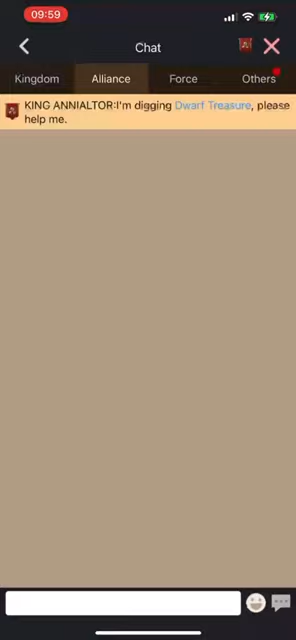 09:59
Chat
Kingdom Alliance Force Others
KING ANNIALTOR:I'm digging Dwarf Treasure, please
help me.